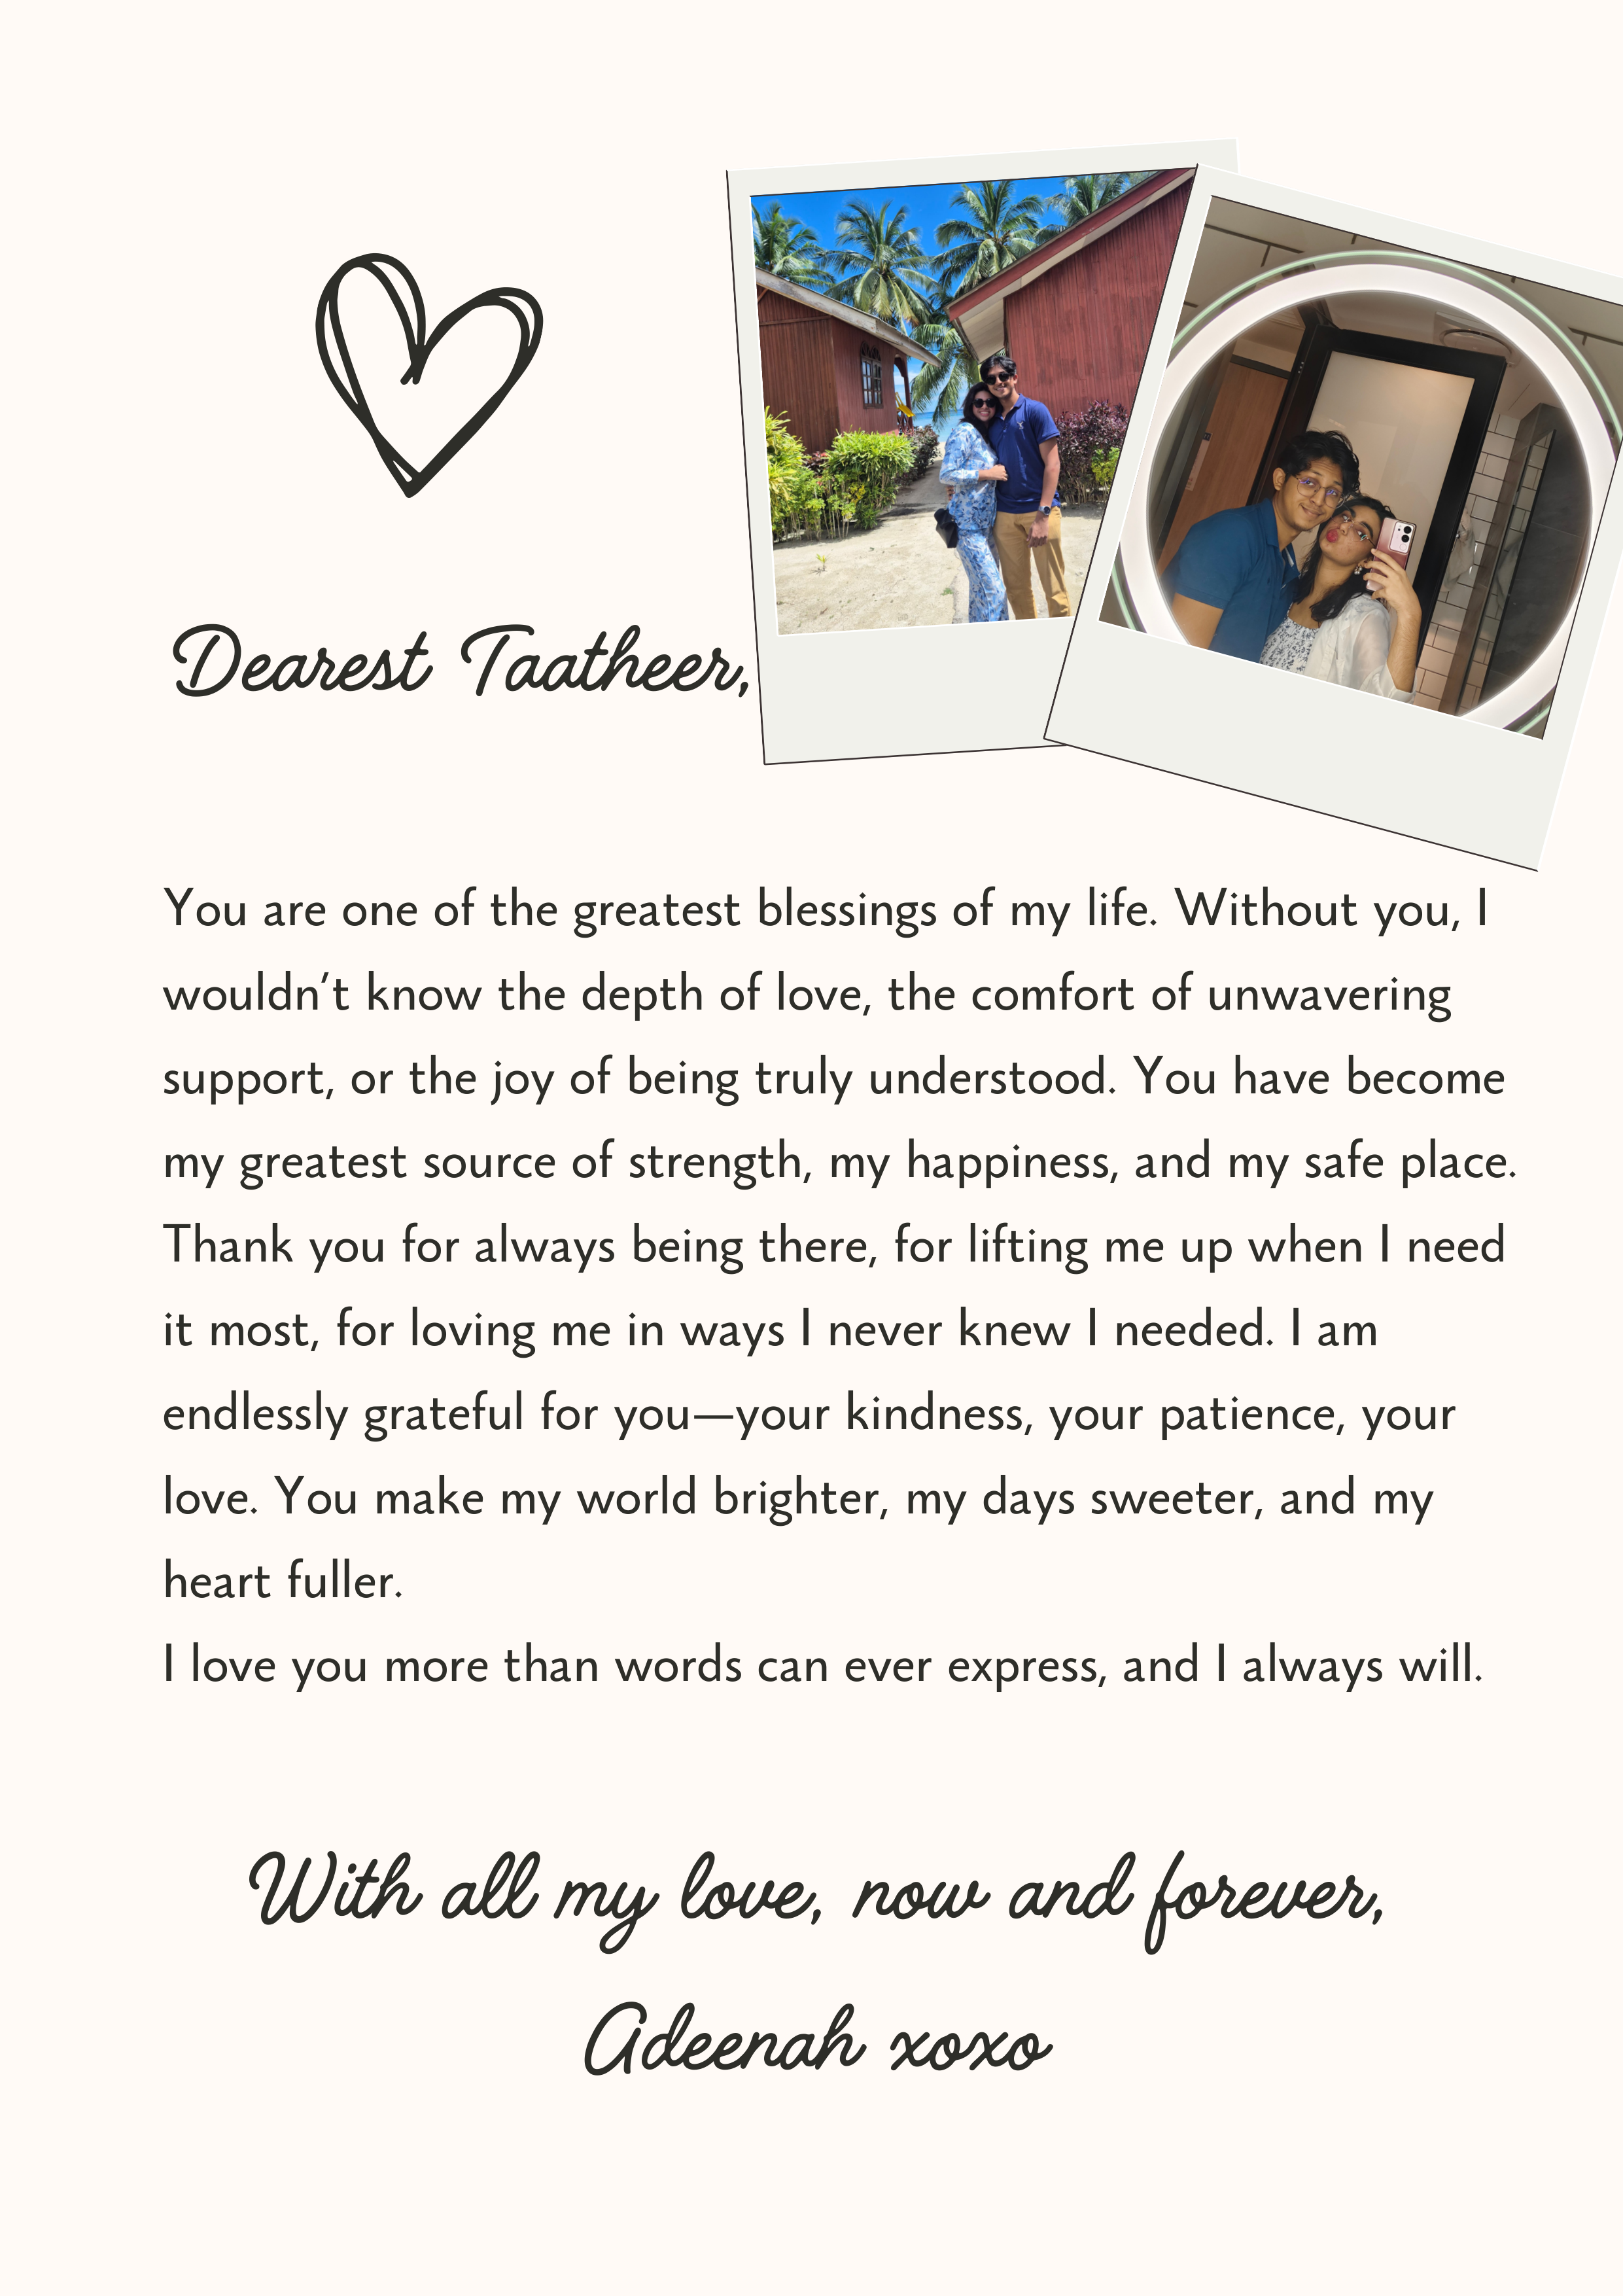 Dearest Taatheer,
You are one of the greatest blessings of my life. Without you, I
wouldn’t know the depth of love, the comfort of unwavering
support, or the joy of being truly understood. You have become
my greatest source of strength, my happiness, and my safe place.
Thank you for always being there, for lifting me up when I need
it most, for loving me in ways I never knew I needed. I am
endlessly grateful for you—your kindness, your patience, your
love. You make my world brighter, my days sweeter, and my
heart fuller.
I love you more than words can ever express, and I always will.
With all my love, now and forever,
Adeenah xoxo